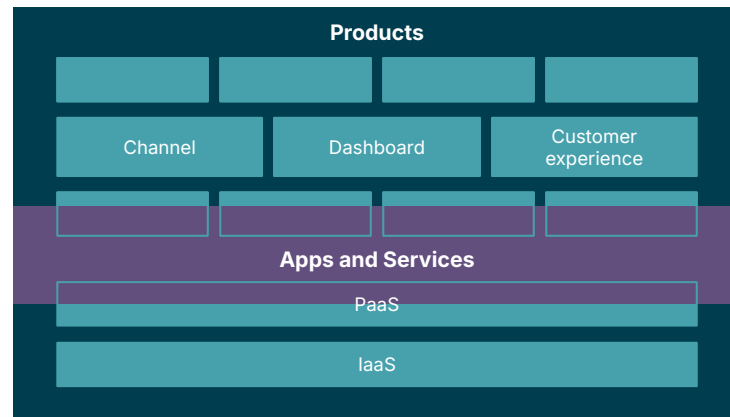 Products
Channel
Dashboard
Customer
experience
Apps and Services
PaaS
IaaS